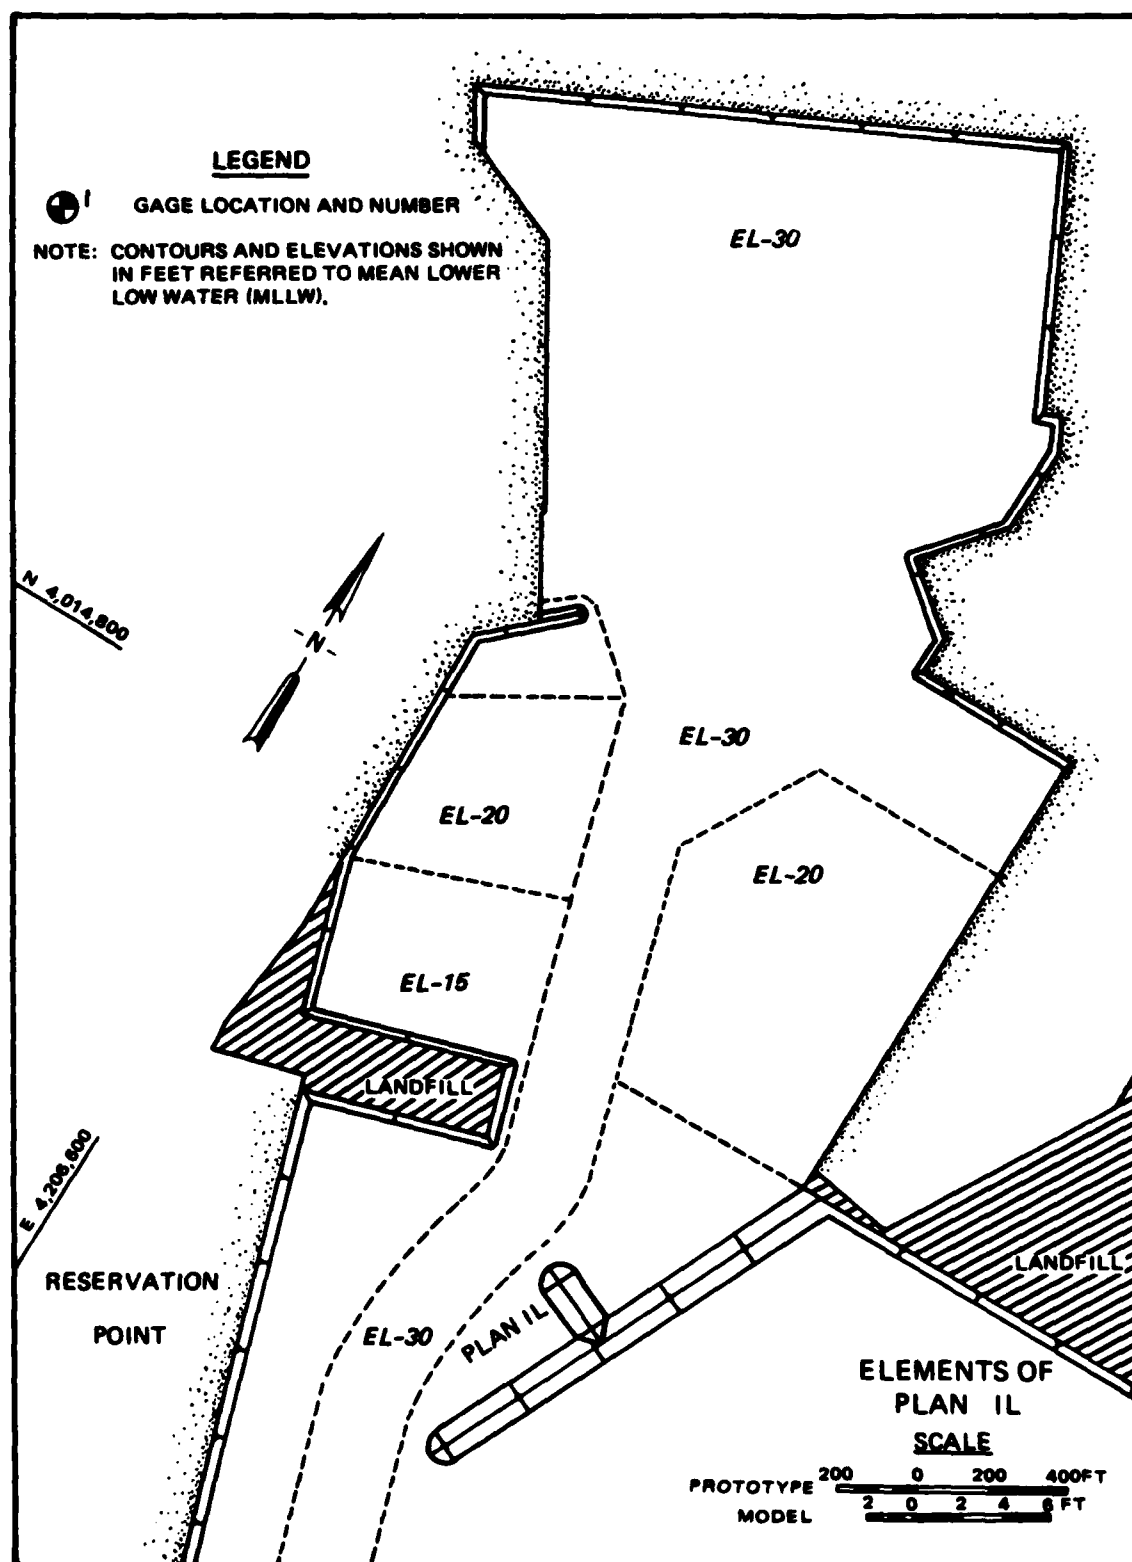 LEGEND
1 GAGE LOCATION AND NUMBER
NOTE: CONTOURS AND ELEVATIONS SHOWN
IN FEET REFERRED TO MEAN LOWER
LOW WATER (MLLW).
EL-30
N 4,014,800
-N-
EL-30
EL-20
EL-20
EL-15
LANDFILL
E 4,206,600
RESERVATION
POINT
LANDFILL
EL-30
PLAN 1L
ELEMENTS OF
PLAN 1L
SCALE
PROTOTYPE 200 0 200 400FT
MODEL 2 0 2 4 6 FT